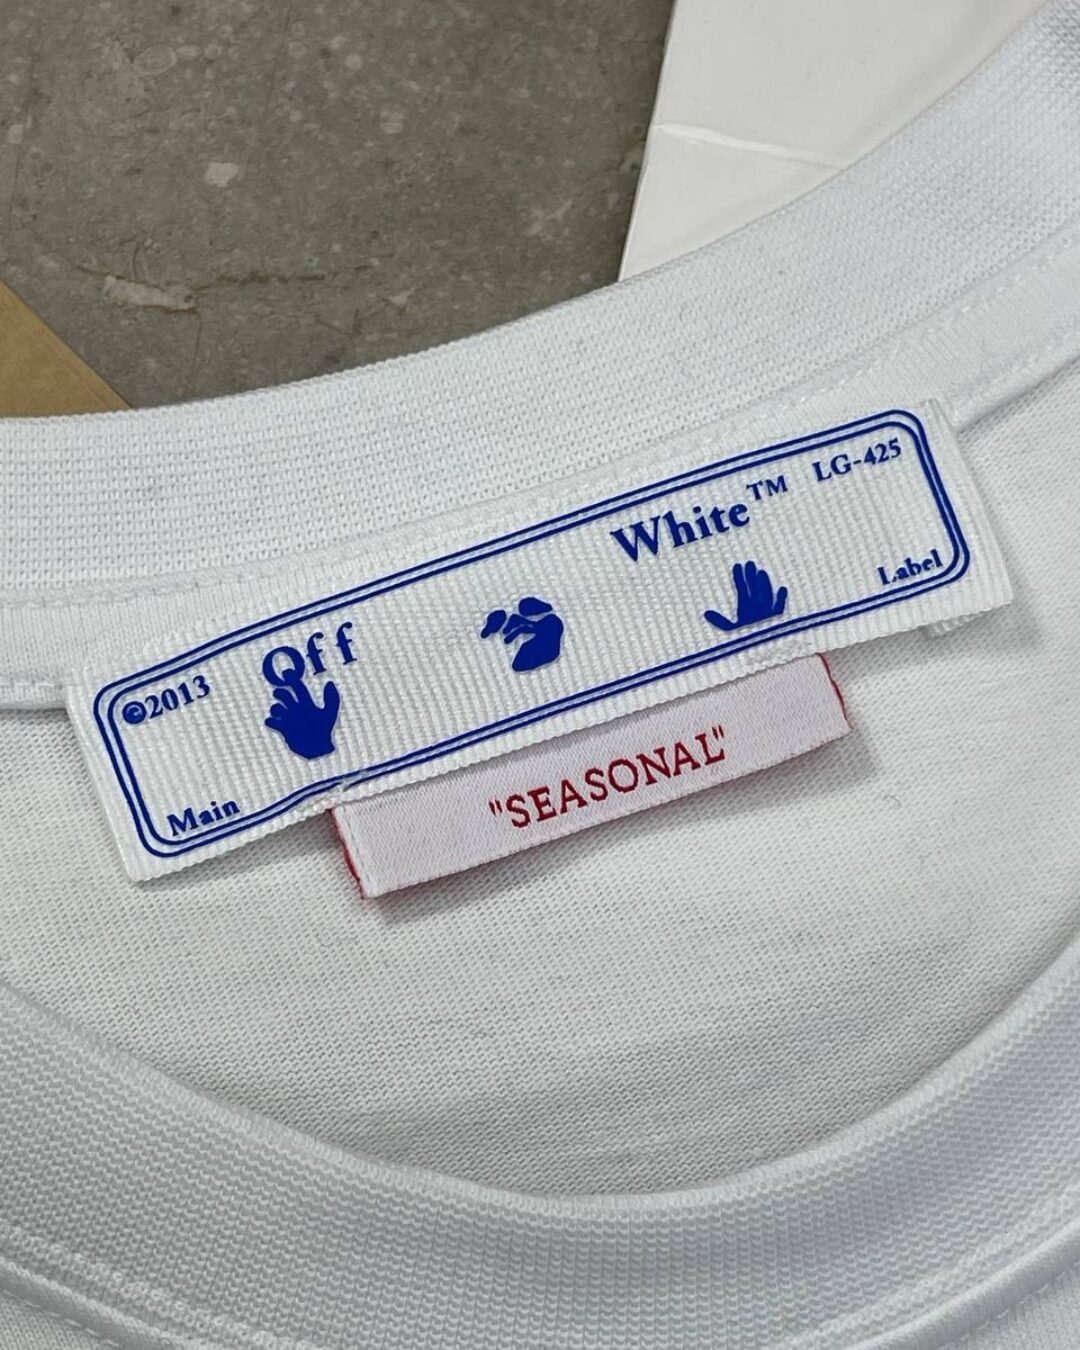 ©2013 Off White™ LG-425
Main Label
"SEASONAL"